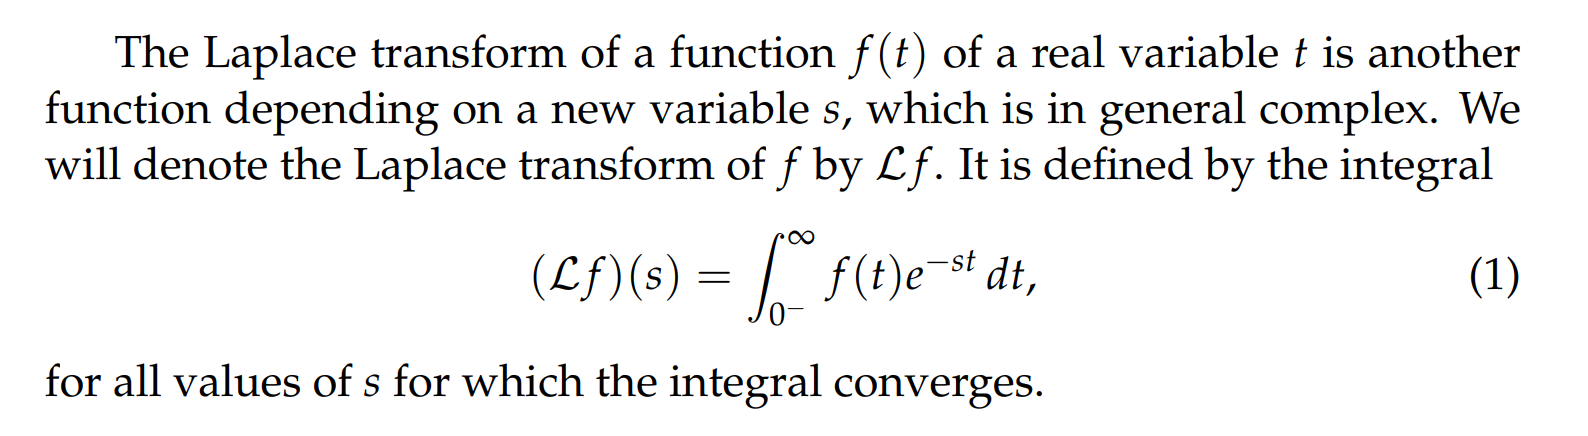 The Laplace transform of a function f(t) of a real variable t is another
function depending on a new variable s, which is in general complex. We
will denote the Laplace transform of f by ℒf. It is defined by the integral
(ℒf)(s) = ∫_{0⁻}^{∞} f(t)e^{−st} dt, (1)
for all values of s for which the integral converges.